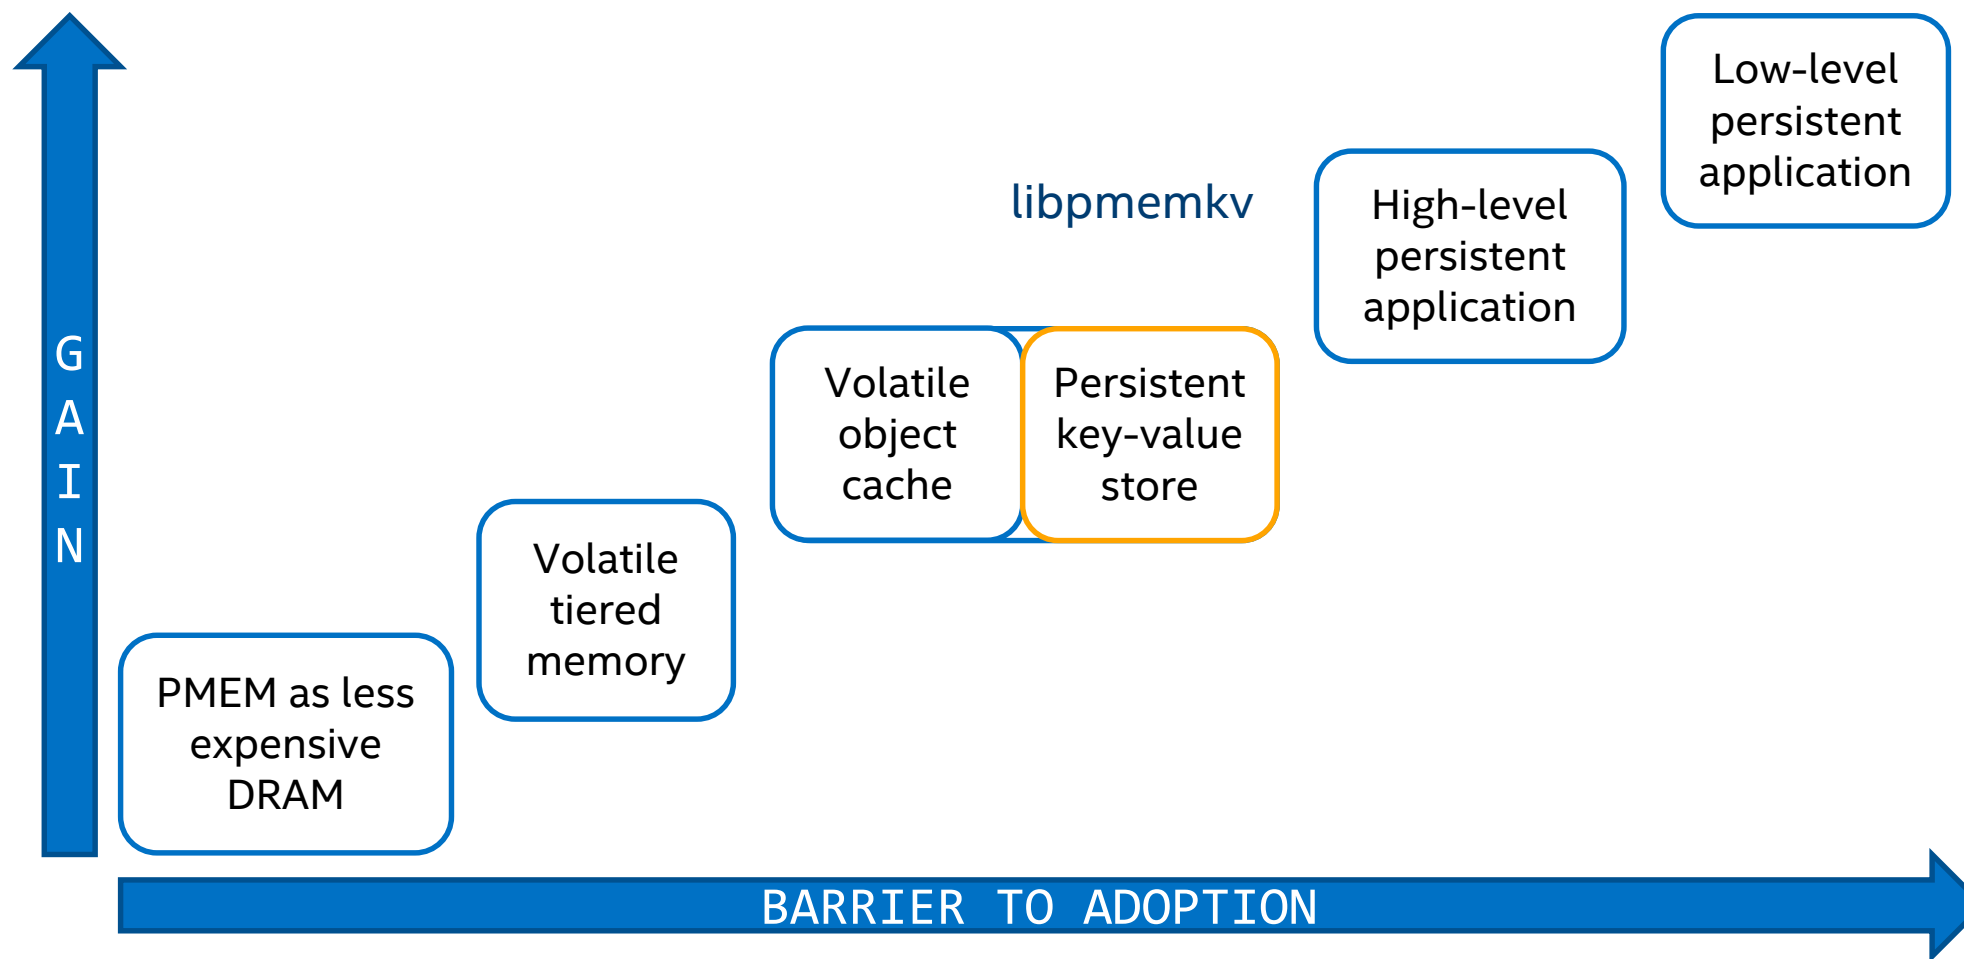 GAIN
PMEM as less
expensive
DRAM
Volatile
tiered
memory
Volatile
object
cache
Persistent
key-value
store
libpmemkv
High-level
persistent
application
Low-level
persistent
application
BARRIER TO ADOPTION